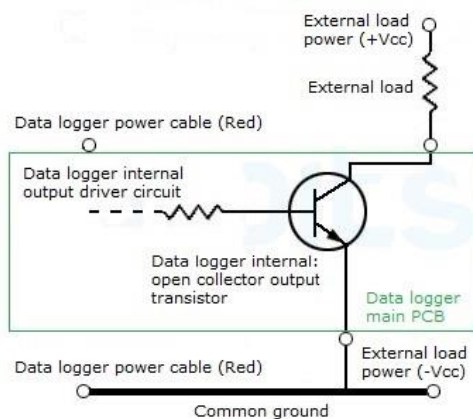 External load
power (+Vcc)
External load
Data logger power cable (Red)
Data logger internal
output driver circuit
Data logger internal:
open collector output
transistor
Data logger
main PCB
Data logger power cable (Red)
External load
power (-Vcc)
Common ground